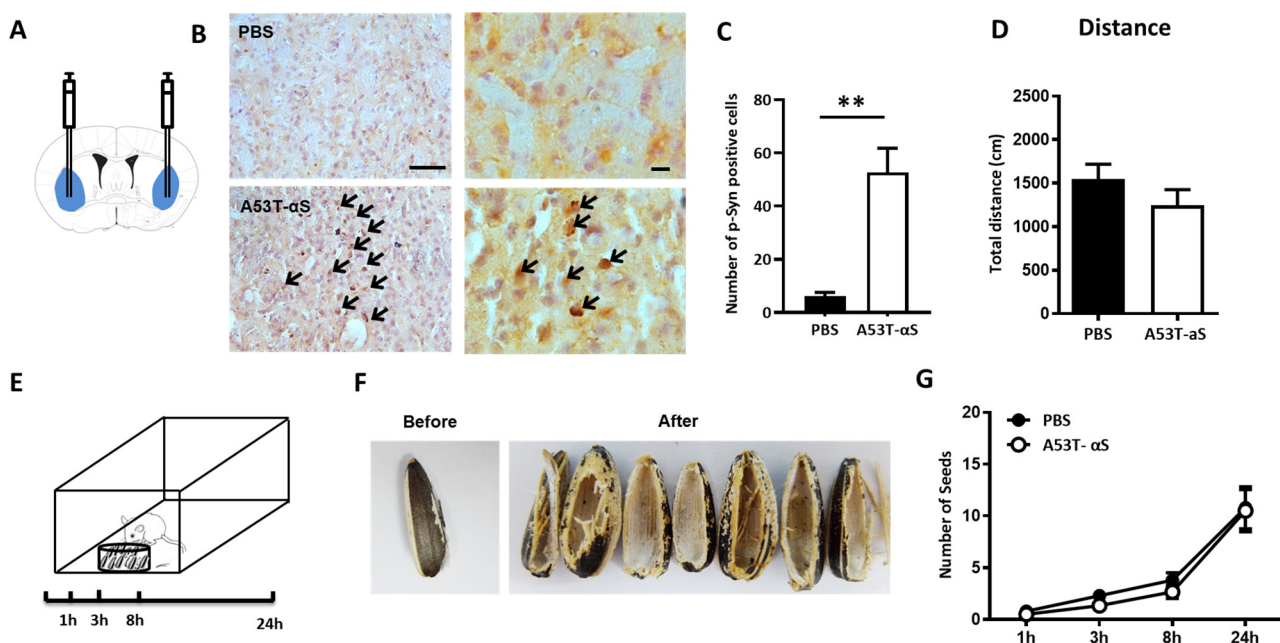 A
B
PBS
A53T-αS
C
Number of p-Syn positive cells
80
60
40
20
0
**
PBS
A53T-αS
D
Distance
Total distance (cm)
2500
2000
1500
1000
500
0
PBS
A53T-aS
E
1h
3h
8h
24h
F
Before
After
G
PBS
A53T- αS
Number of Seeds
20
15
10
5
0
1h
3h
8h
24h